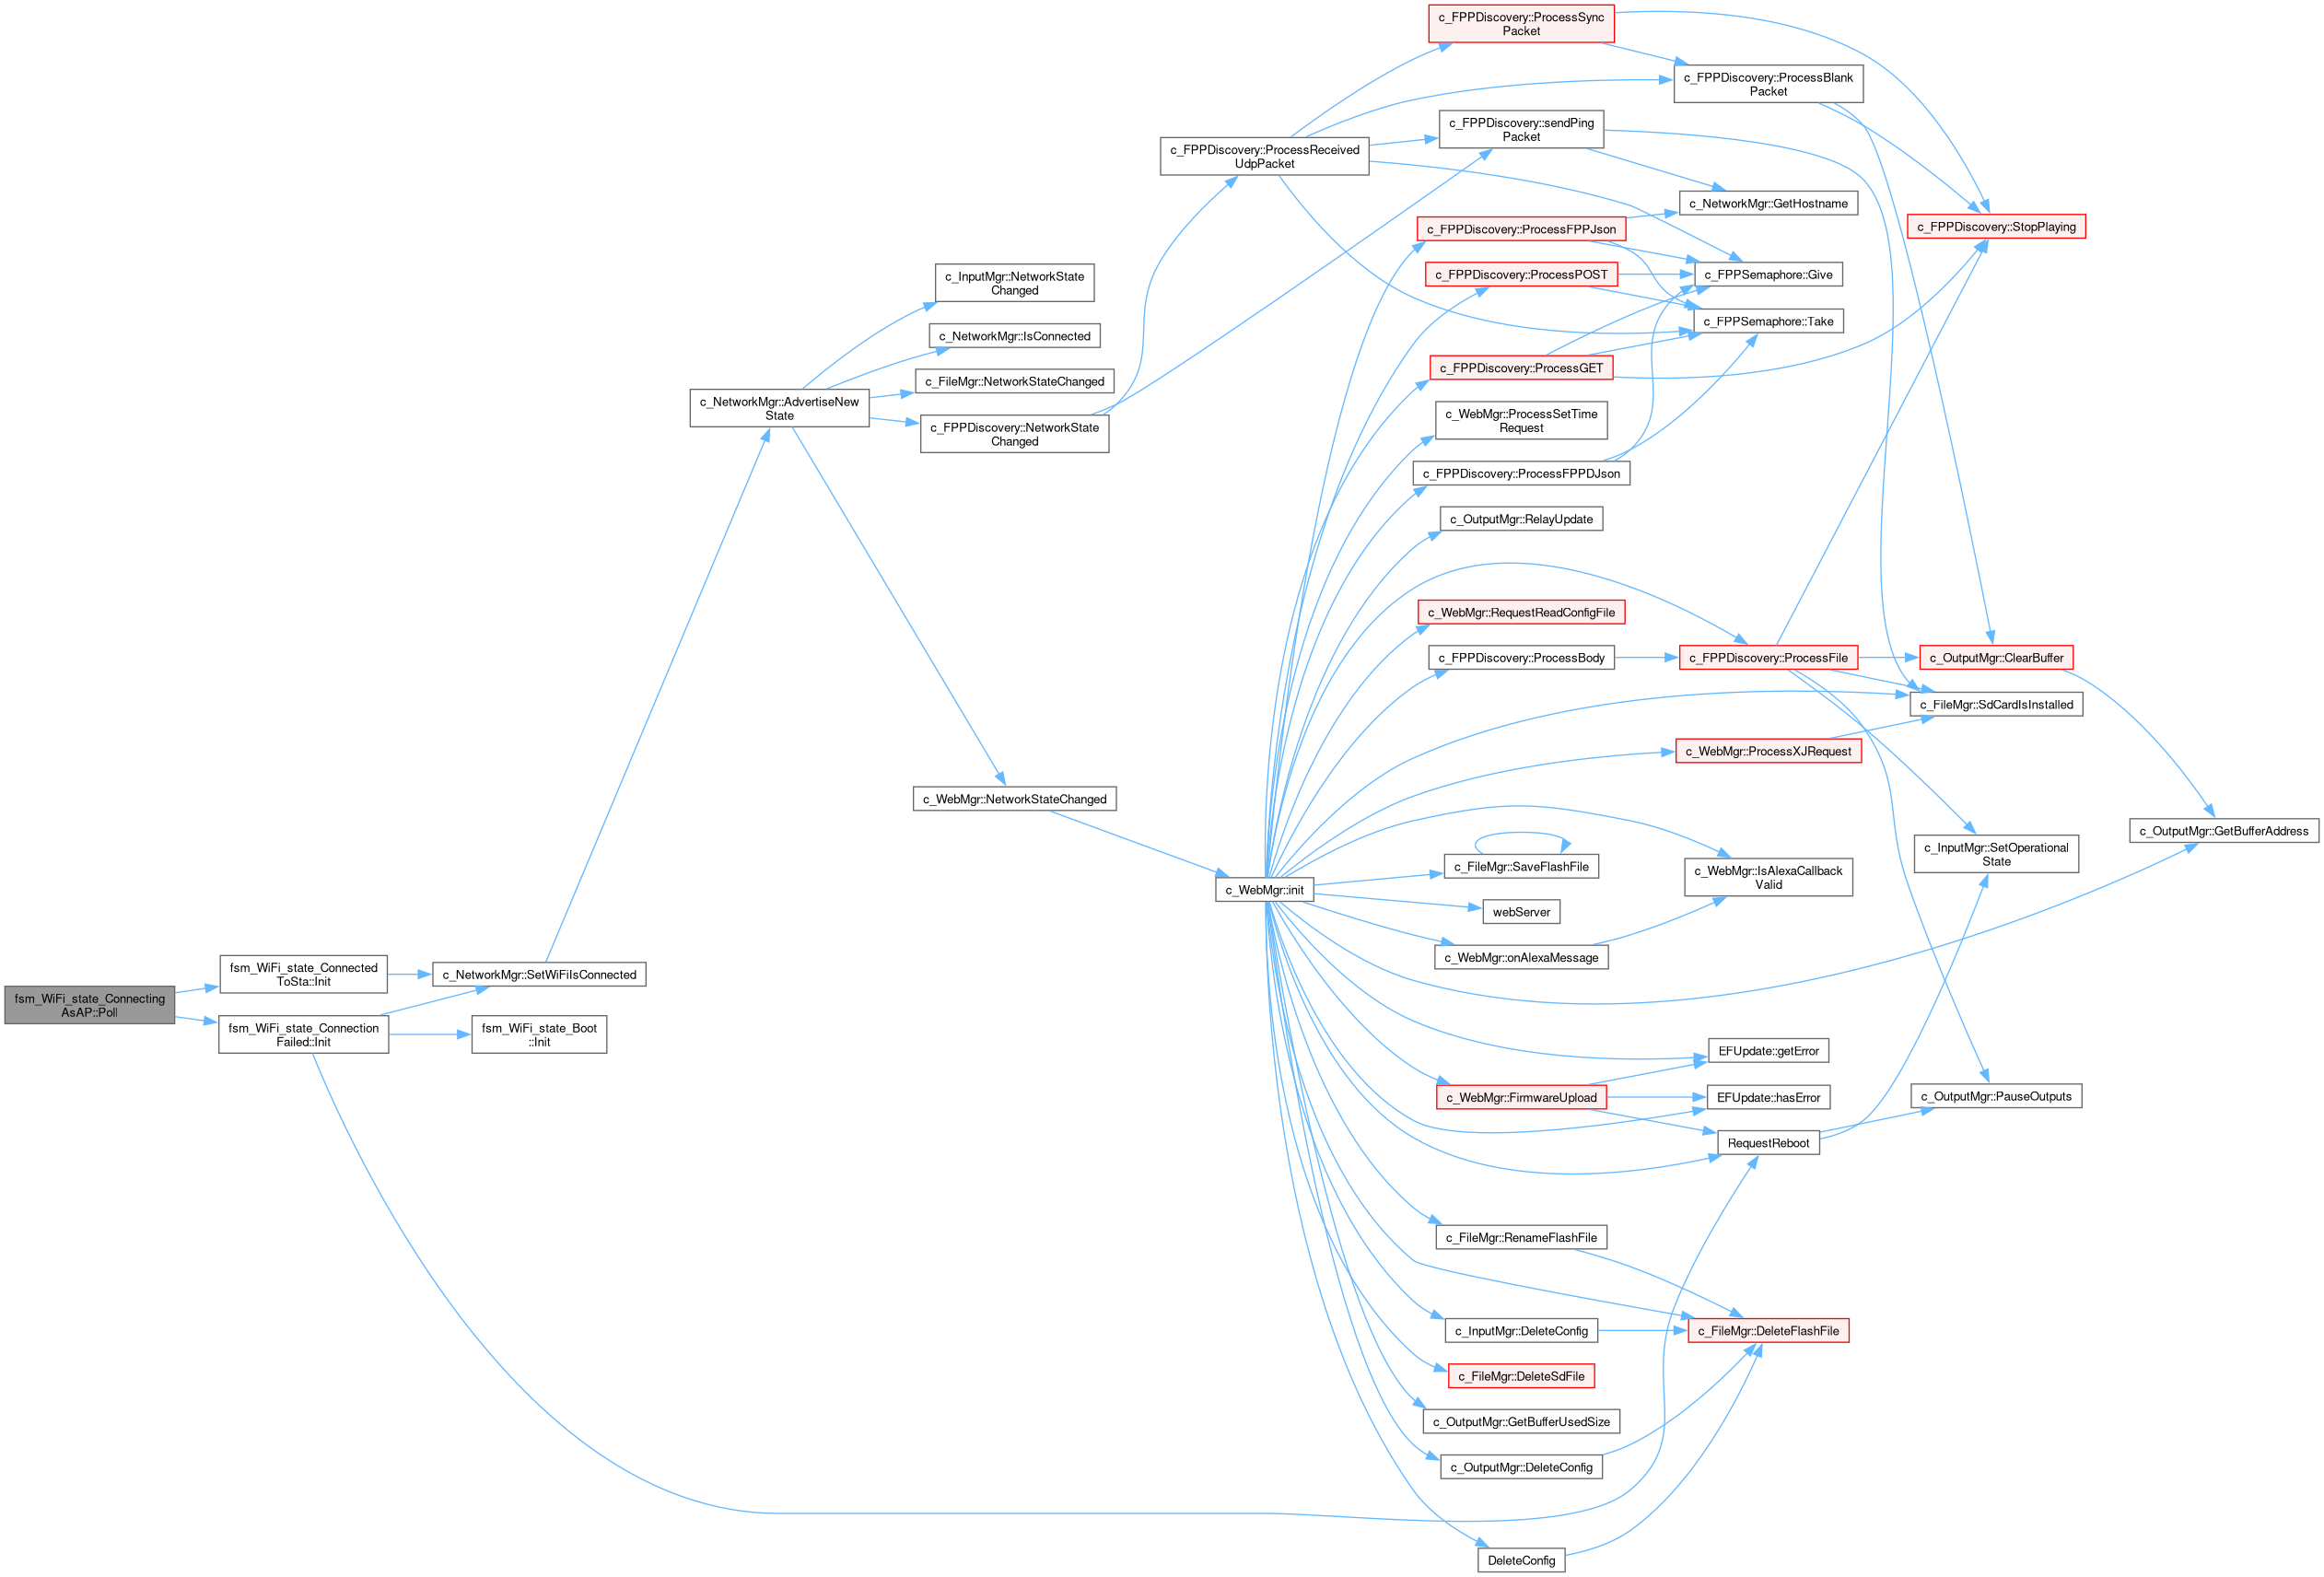 fsm_WiFi_state_Connecting
AsAP::Poll
fsm_WiFi_state_Connected
ToSta::Init
fsm_WiFi_state_Connection
Failed::Init
c_NetworkMgr::SetWiFiIsConnected
fsm_WiFi_state_Boot
::Init
c_NetworkMgr::AdvertiseNew
State
c_InputMgr::NetworkState
Changed
c_NetworkMgr::IsConnected
c_FileMgr::NetworkStateChanged
c_FPPDiscovery::NetworkState
Changed
c_WebMgr::NetworkStateChanged
c_FPPDiscovery::ProcessReceived
UdpPacket
c_WebMgr::init
c_FPPDiscovery::ProcessSync
Packet
c_FPPDiscovery::ProcessBlank
Packet
c_FPPDiscovery::sendPing
Packet
c_NetworkMgr::GetHostname
c_FPPDiscovery::ProcessFPPJson
c_FPPDiscovery::StopPlaying
c_FPPDiscovery::ProcessPOST
c_FPPSemaphore::Give
c_FPPSemaphore::Take
c_FPPDiscovery::ProcessGET
c_WebMgr::ProcessSetTime
Request
c_FPPDiscovery::ProcessFPPDJson
c_OutputMgr::RelayUpdate
c_WebMgr::RequestReadConfigFile
c_FPPDiscovery::ProcessBody
c_FPPDiscovery::ProcessFile
c_OutputMgr::ClearBuffer
c_FileMgr::SdCardIsInstalled
c_WebMgr::ProcessXJRequest
c_OutputMgr::GetBufferAddress
c_InputMgr::SetOperational
State
c_FileMgr::SaveFlashFile
c_WebMgr::IsAlexaCallback
Valid
webServer
c_WebMgr::onAlexaMessage
EFUpdate::getError
c_WebMgr::FirmwareUpload
EFUpdate::hasError
c_OutputMgr::PauseOutputs
RequestReboot
c_FileMgr::RenameFlashFile
c_InputMgr::DeleteConfig
c_FileMgr::DeleteFlashFile
c_FileMgr::DeleteSdFile
c_OutputMgr::GetBufferUsedSize
c_OutputMgr::DeleteConfig
DeleteConfig